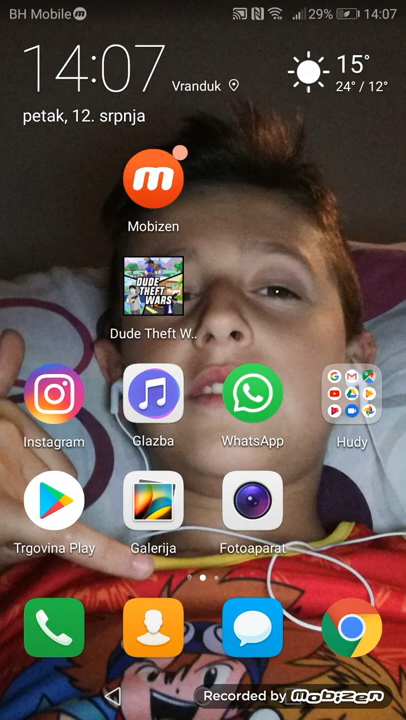 BH Mobile
29%
14:07
14:07
Vranduk
15°
24° / 12°
petak, 12. srpnja
Mobizen
DUDE
THEFT
WARS
Dude Theft W..
Instagram
Glazba
WhatsApp
Hudy
Trgovina Play
Galerija
Fotoaparat
Recorded by mobizen